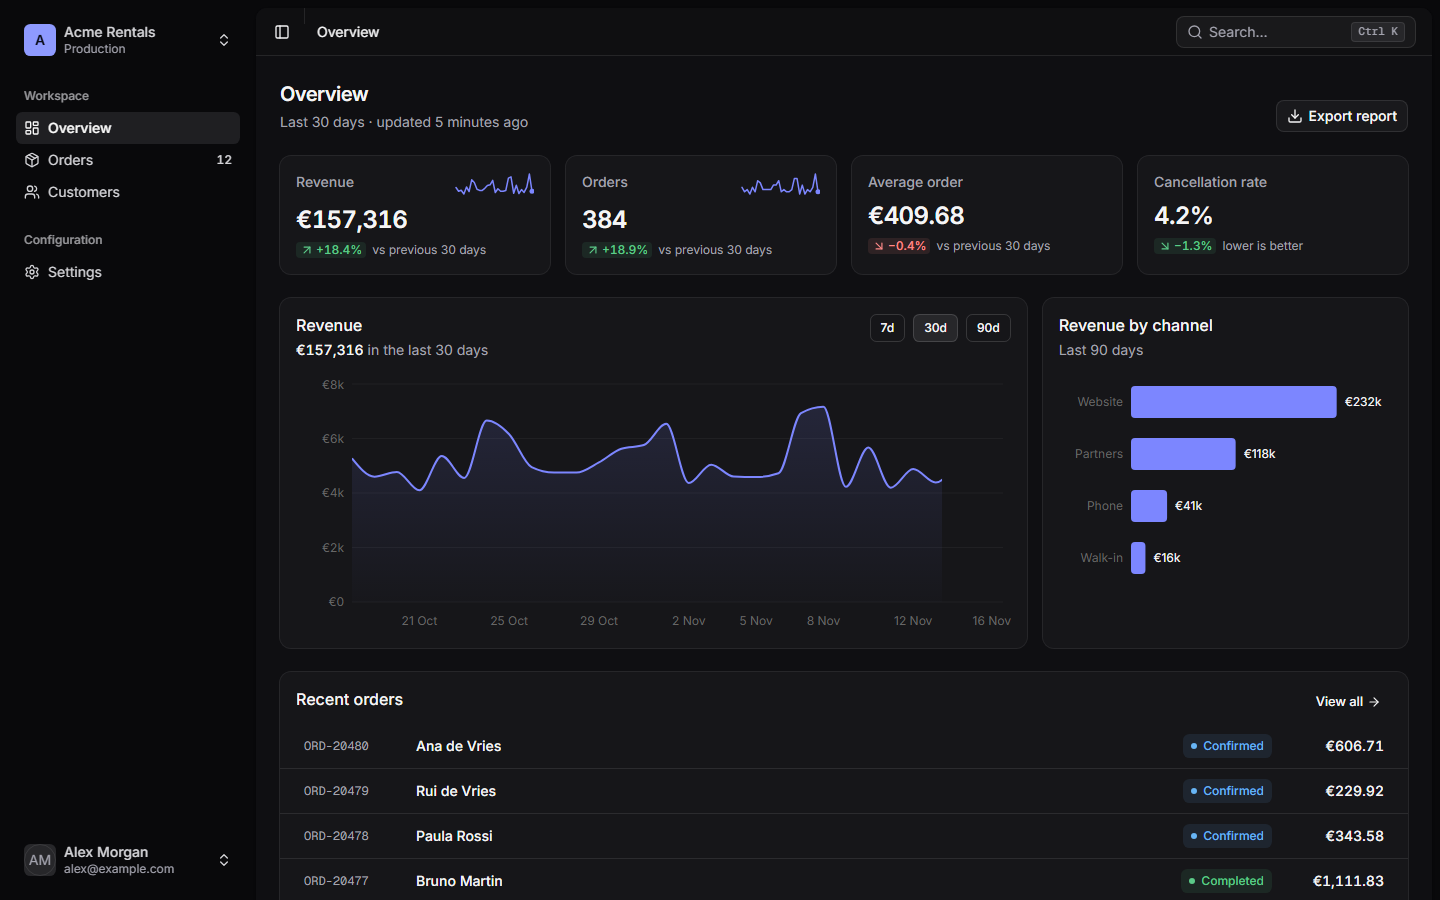 A
Acme Rentals
Production
Workspace
Overview
Orders 12
Customers
Configuration
Settings
AM
Alex Morgan
alex@example.com
Overview
Search... Ctrl K
Overview
Last 30 days · updated 5 minutes ago
Export report
Revenue
€157,316
+18.4% vs previous 30 days
Orders
384
+18.9% vs previous 30 days
Average order
€409.68
−0.4% vs previous 30 days
Cancellation rate
4.2%
−1.3% lower is better
Revenue
€157,316 in the last 30 days
7d 30d 90d
€8k
€6k
€4k
€2k
€0
21 Oct 25 Oct 29 Oct 2 Nov 5 Nov 8 Nov 12 Nov 16 Nov
Revenue by channel
Last 90 days
Website €232k
Partners €118k
Phone €41k
Walk-in €16k
Recent orders
View all
ORD-20480 Ana de Vries Confirmed €606.71
ORD-20479 Rui de Vries Confirmed €229.92
ORD-20478 Paula Rossi Confirmed €343.58
ORD-20477 Bruno Martin Completed €1,111.83